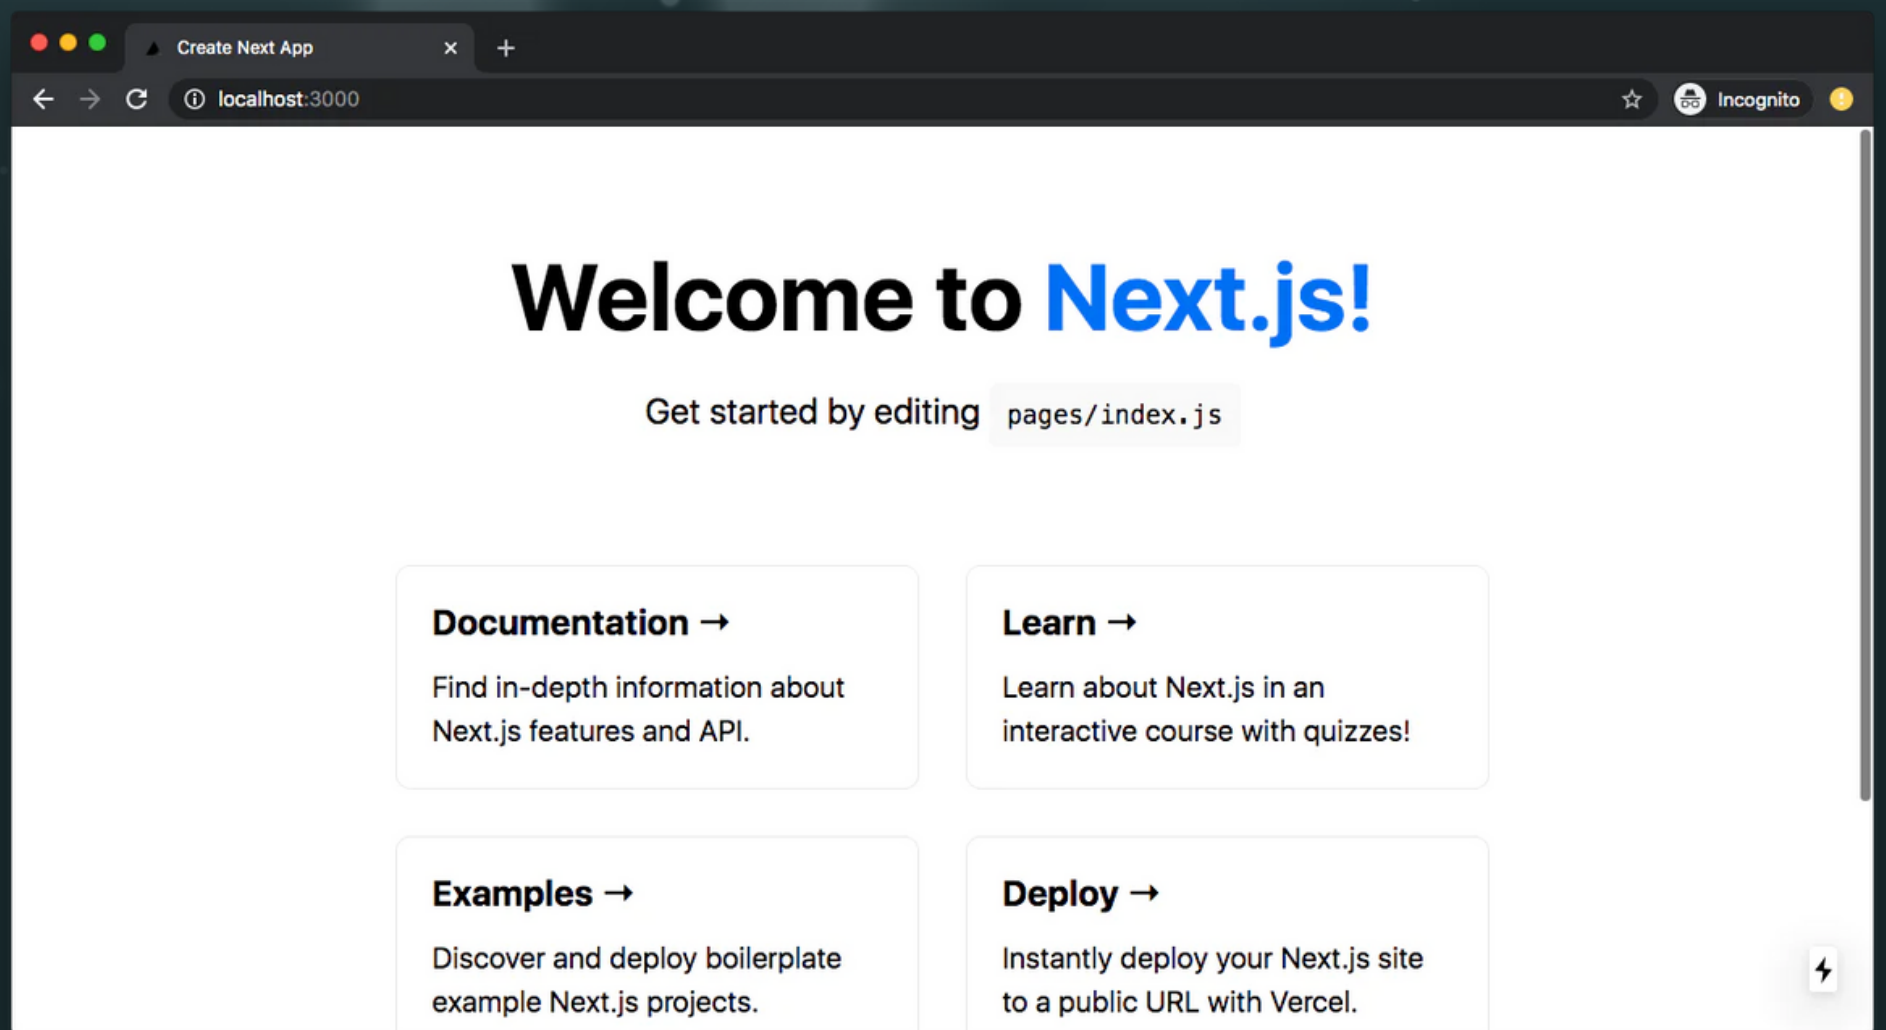 Create Next App
localhost:3000
Incognito
Welcome to Next.js!
Get started by editing pages/index.js
Documentation →
Find in-depth information about
Next.js features and API.
Learn →
Learn about Next.js in an
interactive course with quizzes!
Examples →
Discover and deploy boilerplate
example Next.js projects.
Deploy →
Instantly deploy your Next.js site
to a public URL with Vercel.